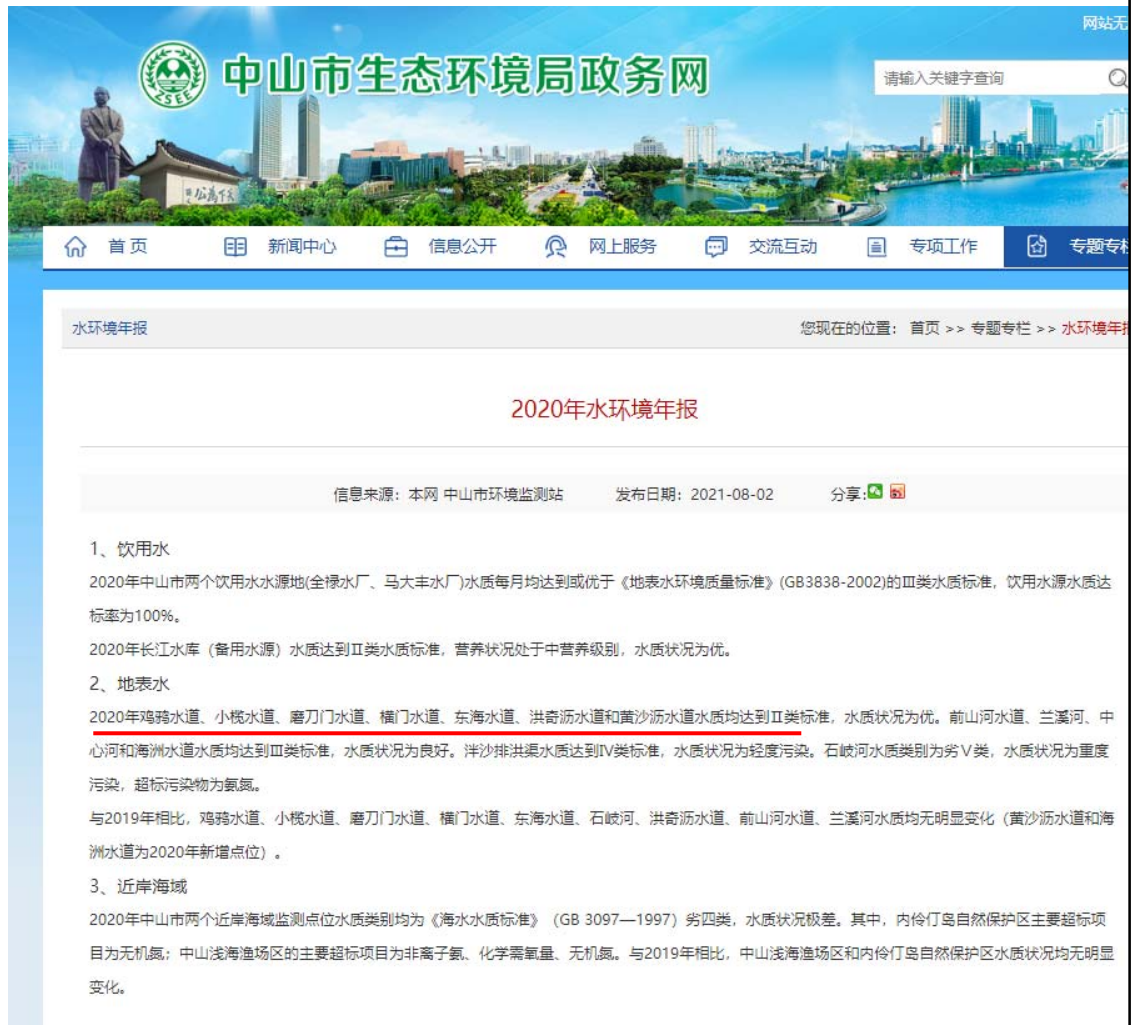 网站无
中山市生态环境局政务网
ZSEE
请输入关键字查询
天下为公
首页 新闻中心 信息公开 网上服务 交流互动 专项工作 专题专栏
水环境年报 您现在的位置: 首页 >> 专题专栏 >> 水环境年报
2020年水环境年报
信息来源: 本网 中山市环境监测站 发布日期: 2021-08-02 分享:
1、饮用水
2020年中山市两个饮用水水源地(全禄水厂、马大丰水厂)水质每月均达到或优于《地表水环境质量标准》(GB3838-2002)的Ⅲ类水质标准, 饮用水源水质达
标率为100%。
2020年长江水库（备用水源）水质达到Ⅱ类水质标准, 营养状况处于中营养级别, 水质状况为优。
2、地表水
2020年鸡鸦水道、小榄水道、磨刀门水道、横门水道、东海水道、洪奇沥水道和黄沙沥水道水质均达到Ⅱ类标准, 水质状况为优。前山河水道、兰溪河、中
心河和海洲水道水质均达到Ⅲ类标准, 水质状况为良好。泮沙排洪渠水质达到Ⅳ类标准, 水质状况为轻度污染。石岐河水质类别为劣Ⅴ类, 水质状况为重度
污染, 超标污染物为氨氮。
与2019年相比, 鸡鸦水道、小榄水道、磨刀门水道、横门水道、东海水道、石岐河、洪奇沥水道、前山河水道、兰溪河水质均无明显变化（黄沙沥水道和海
洲水道为2020年新增点位）。
3、近岸海域
2020年中山市两个近岸海域监测点位水质类别均为《海水水质标准》（GB 3097—1997）劣四类, 水质状况极差。其中, 内伶仃岛自然保护区主要超标项
目为无机氮; 中山浅海渔场区的主要超标项目为非离子氨、化学需氧量、无机氮。与2019年相比, 中山浅海渔场区和内伶仃岛自然保护区水质状况均无明显
变化。